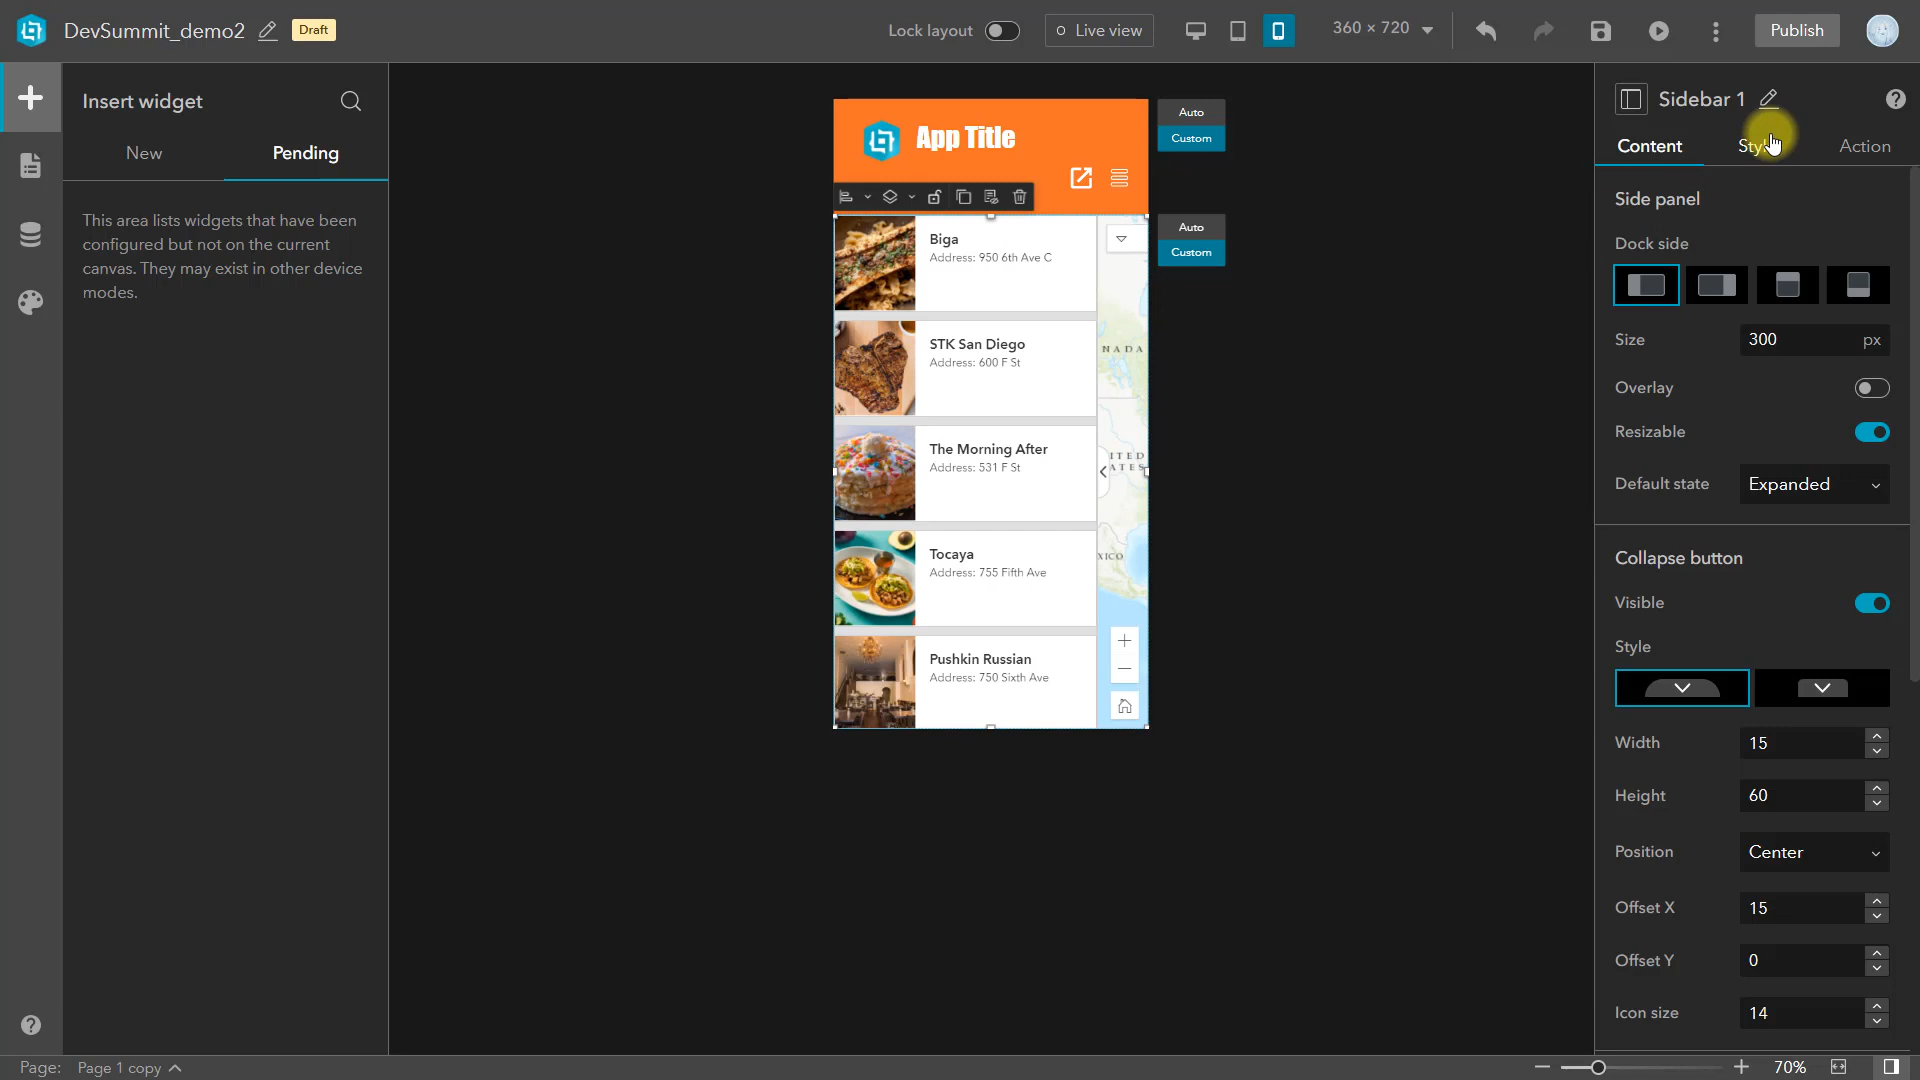 DevSummit_demo2
Draft
Lock layout
Live view
360 × 720
Publish
Insert widget
New
Pending
This area lists widgets that have been
configured but not on the current
canvas. They may exist in other device
modes.
App Title
Auto
Custom
Auto
Custom
Biga
Address: 950 6th Ave C
STK San Diego
Address: 600 F St
The Morning After
Address: 531 F St
Tocaya
Address: 755 Fifth Ave
Pushkin Russian
Address: 750 Sixth Ave
Sidebar 1
Content
Action
Side panel
Dock side
Size
300
px
Overlay
Resizable
Default state
Expanded
Collapse button
Visible
Style
Width
15
Height
60
Position
Center
Offset X
15
Offset Y
0
Icon size
14
Page:
Page 1 copy
70%